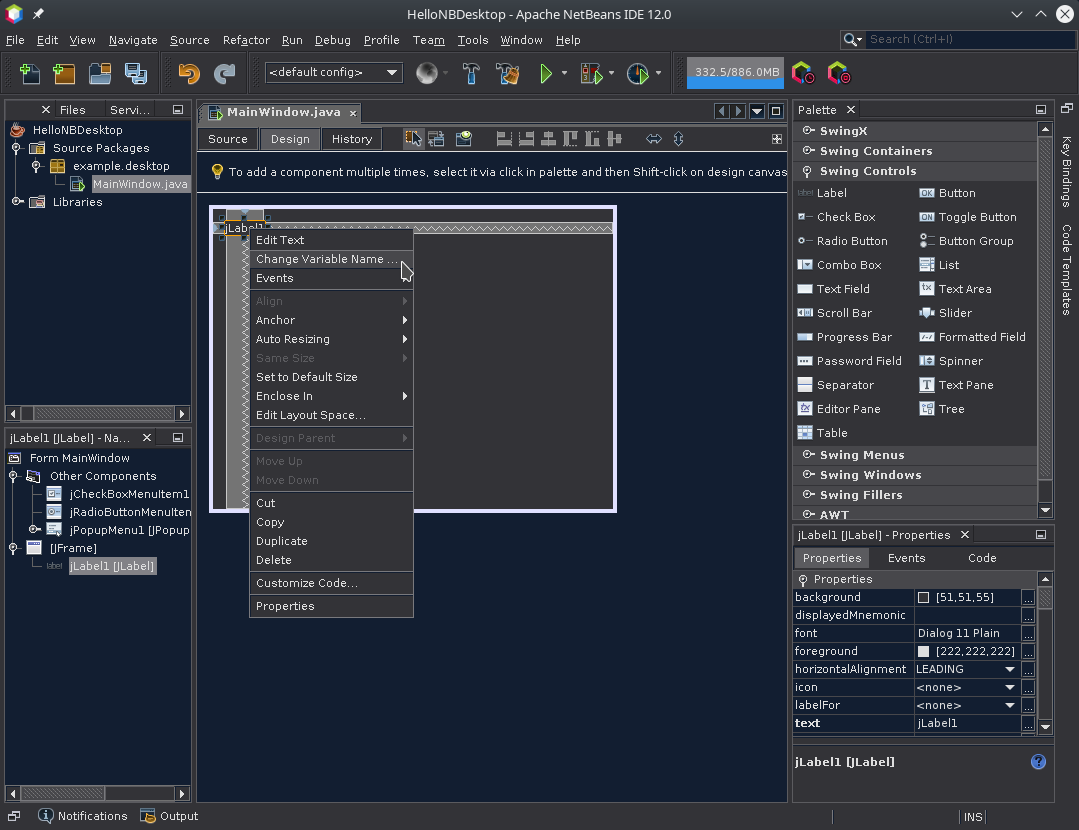 HelloNBDesktop - Apache NetBeans IDE 12.0
File Edit View Navigate Source Refactor Run Debug Profile Team Tools Window Help
Search (Ctrl+I)
<default config>
332.5/886.0MB
Files Servi...
HelloNBDesktop
Source Packages
example.desktop
MainWindow.java
Libraries
jLabel1 [JLabel] - Na...
Form MainWindow
Other Components
jCheckBoxMenuItem1
jRadioButtonMenuIten
jPopupMenu1 [JPopup
[JFrame]
label jLabel1 [JLabel]
MainWindow.java
Source Design History
To add a component multiple times, select it via click in palette and then Shift-click on design canvas
jLabel1
Edit Text
Change Variable Name ...
Events
Align
Anchor
Auto Resizing
Same Size
Set to Default Size
Enclose In
Edit Layout Space...
Design Parent
Move Up
Move Down
Cut
Copy
Duplicate
Delete
Customize Code...
Properties
Palette
SwingX
Swing Containers
Swing Controls
label Label OK Button
Check Box ON Toggle Button
Radio Button Button Group
Combo Box List
Text Field Text Area
Scroll Bar Slider
Progress Bar Formatted Field
Password Field Spinner
Separator Text Pane
Editor Pane Tree
Table
Swing Menus
Swing Windows
Swing Fillers
AWT
jLabel1 [JLabel] - Properties
Properties Events Code
Properties
background [51,51,55] ...
displayedMnemonic ...
font Dialog 11 Plain ...
foreground [222,222,222] ...
horizontalAlignment LEADING ...
icon <none> ...
labelFor <none> ...
text jLabel1 ...
jLabel1 [JLabel]
Key Bindings
Code Templates
Notifications Output
INS